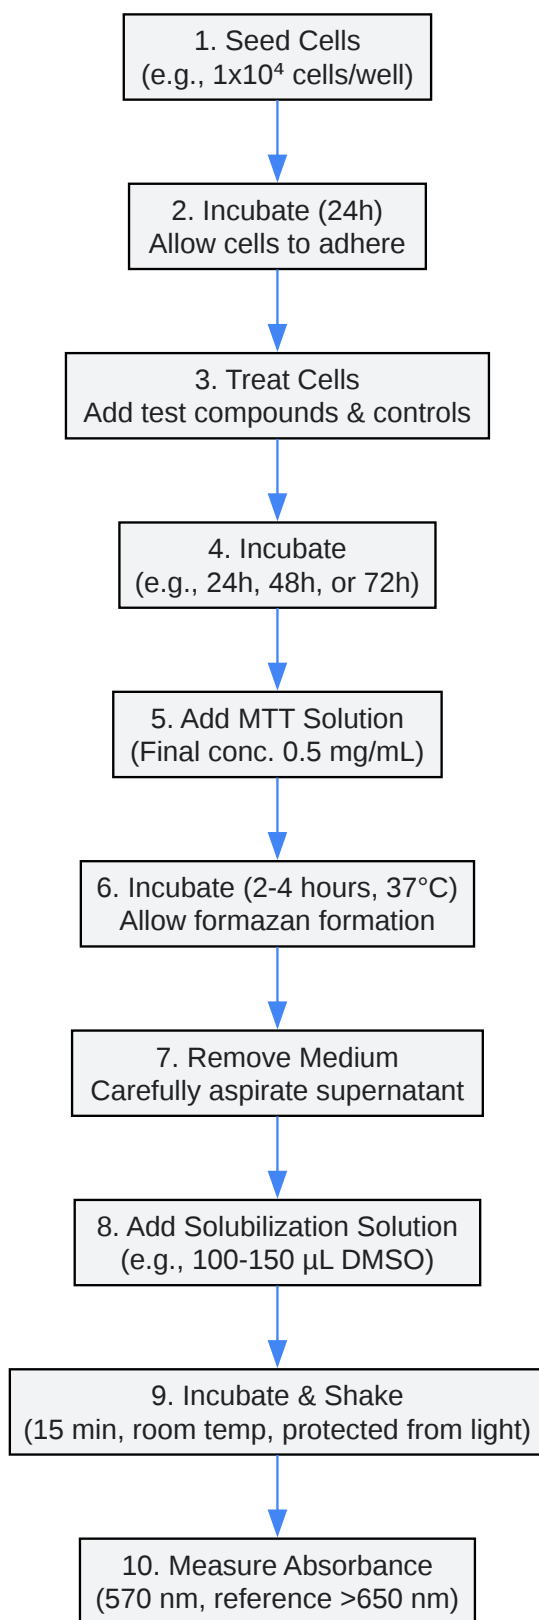 1. Seed Cells
(e.g., 1x10⁴ cells/well)
2. Incubate (24h)
Allow cells to adhere
3. Treat Cells
Add test compounds & controls
4. Incubate
(e.g., 24h, 48h, or 72h)
5. Add MTT Solution
(Final conc. 0.5 mg/mL)
6. Incubate (2-4 hours, 37°C)
Allow formazan formation
7. Remove Medium
Carefully aspirate supernatant
8. Add Solubilization Solution
(e.g., 100-150 µL DMSO)
9. Incubate & Shake
(15 min, room temp, protected from light)
10. Measure Absorbance
(570 nm, reference >650 nm)